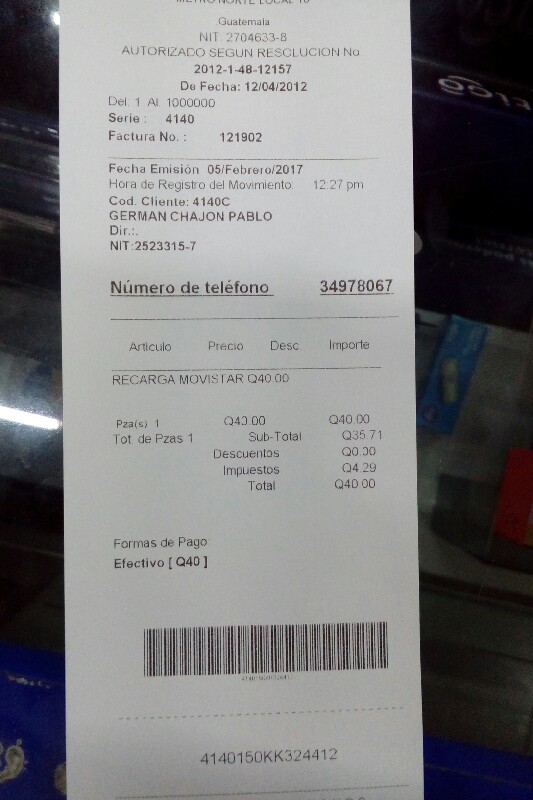 METRO NORTE LOCAL 10
Guatemala
NIT: 2704633-8
AUTORIZADO SEGUN RESOLUCION No.
2012-1-48-12157
De Fecha: 12/04/2012
Del: 1 Al: 1000000
Serie : 4140
Factura No. : 121902
Fecha Emisión 05/Febrero/2017
Hora de Registro del Movimiento: 12:27 pm
Cod. Cliente: 4140C
GERMAN CHAJON PABLO
Dir.:.
NIT:2523315-7
Número de teléfono 34978067
Articulo Precio Desc Importe
RECARGA MOVISTAR Q40.00
Pza(s) 1 Q40.00 Q40.00
Tot. de Pzas 1 Sub-Total Q35.71
Descuentos Q0.00
Impuestos Q4.29
Total Q40.00
Formas de Pago
Efectivo [ Q40 ]
4140150KK324412
4140150KK324412